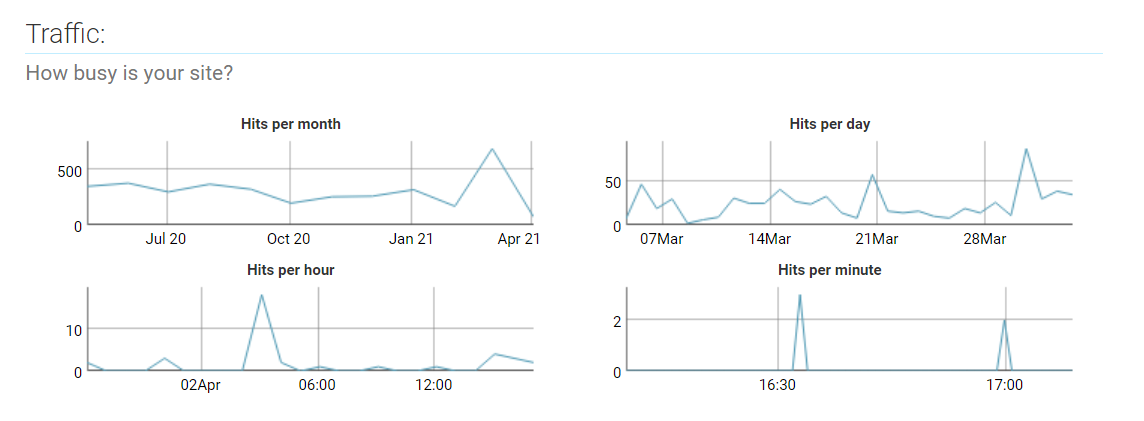 Traffic:
How busy is your site?
Hits per month
500
0
Jul 20 Oct 20 Jan 21 Apr 21
Hits per day
50
0
07Mar 14Mar 21Mar 28Mar
Hits per hour
10
0
02Apr 06:00 12:00
Hits per minute
2
0
16:30 17:00